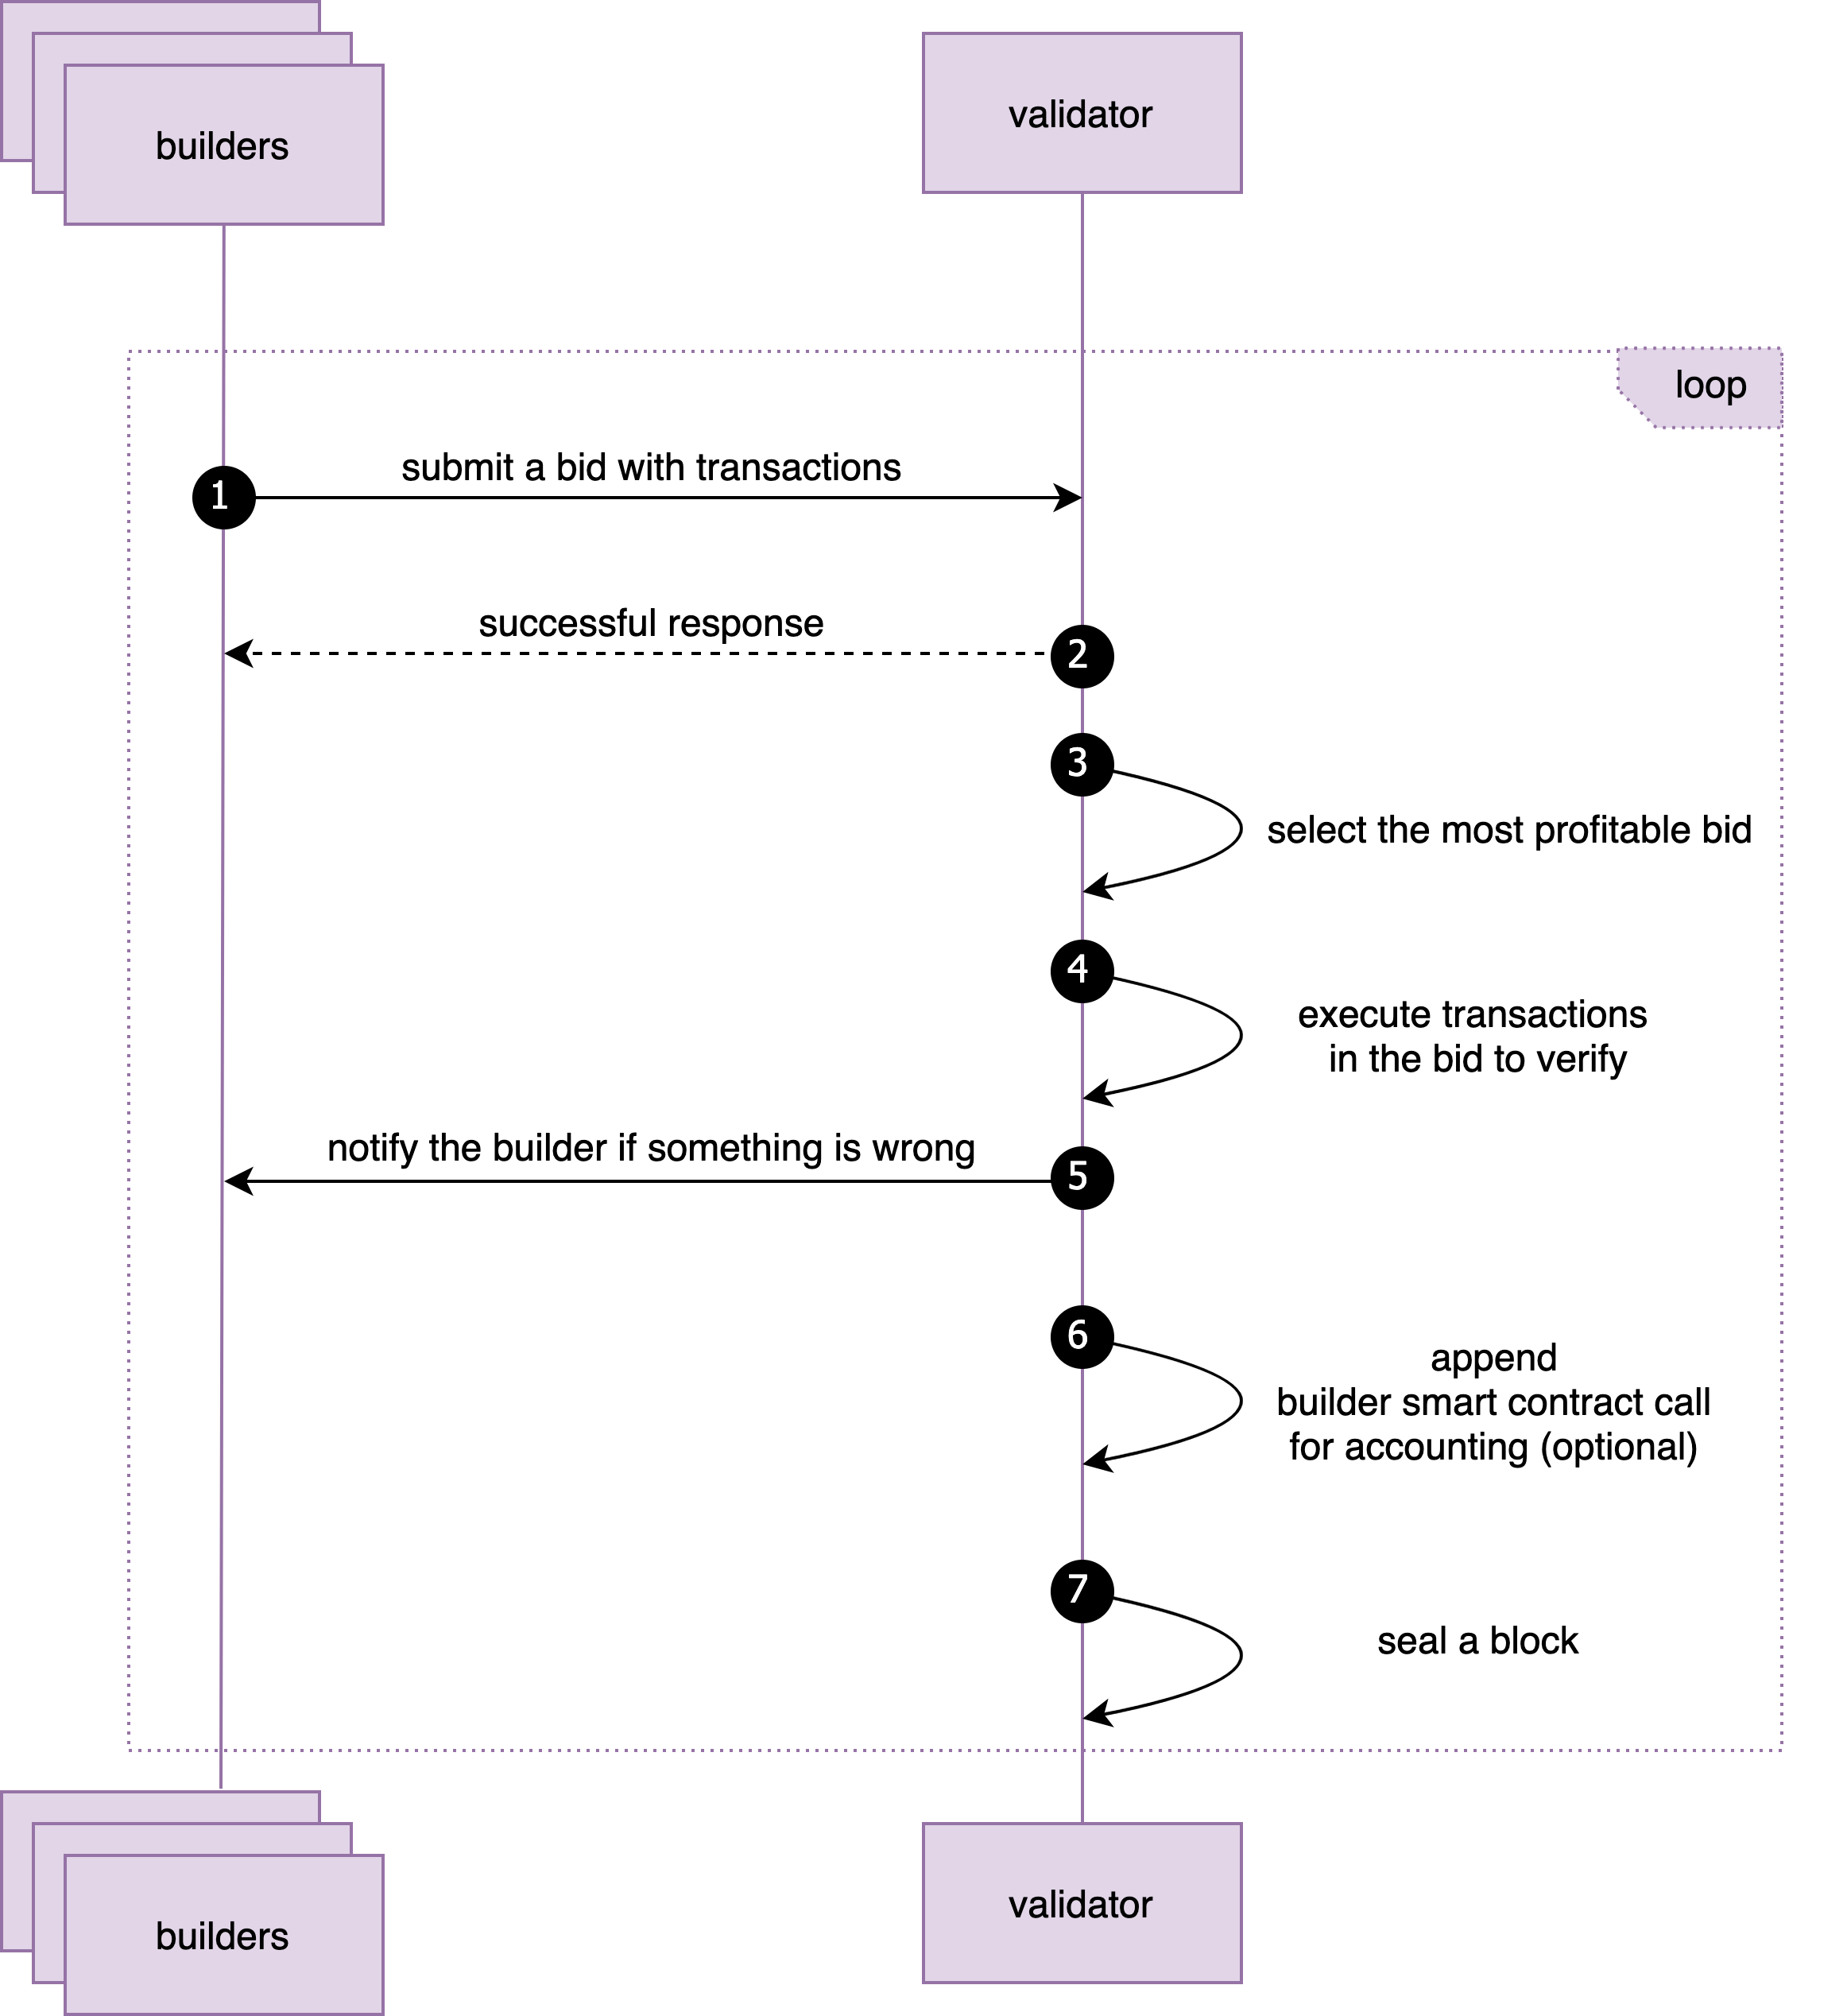 builders
validator
loop
1
submit a bid with transactions
successful response
2
3
select the most profitable bid
4
execute transactions
in the bid to verify
notify the builder if something is wrong
5
6
append
builder smart contract call
for accounting (optional)
7
seal a block
builders
validator